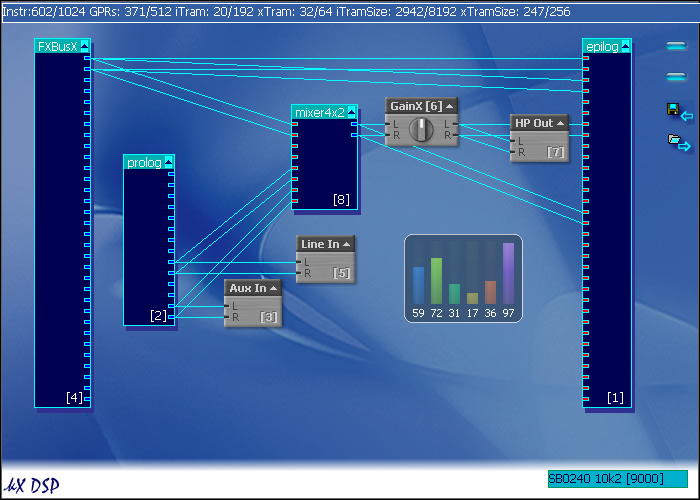 Instr:602/1024 GPRs: 371/512 iTram: 20/192 xTram: 32/64 iTramSize: 2942/8192 xTramSize: 247/256
FXBusX
[4]
prolog
[2]
mixer4x2
[8]
GainX [6]
L L
R R
HP Out
L
R
[7]
Line In
L
R
[5]
Aux In
L
R
[3]
59 72 31 17 36 97
epilog
[1]
µX DSP
SB0240 10k2 [9000]